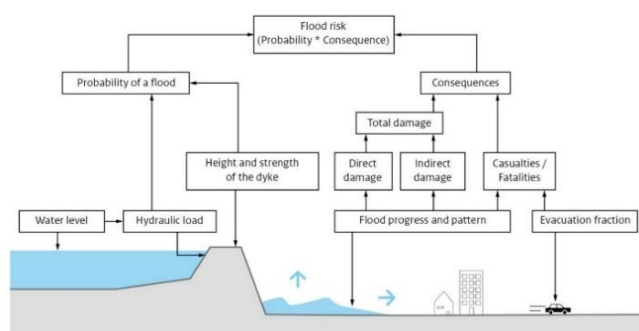 Flood risk
(Probability * Consequence)
Probability of a flood
Consequences
Total damage
Height and strength
of the dyke
Direct
damage
Indirect
damage
Casualties /
Fatalities
Water level
Hydraulic load
Flood progress and pattern
Evacuation fraction